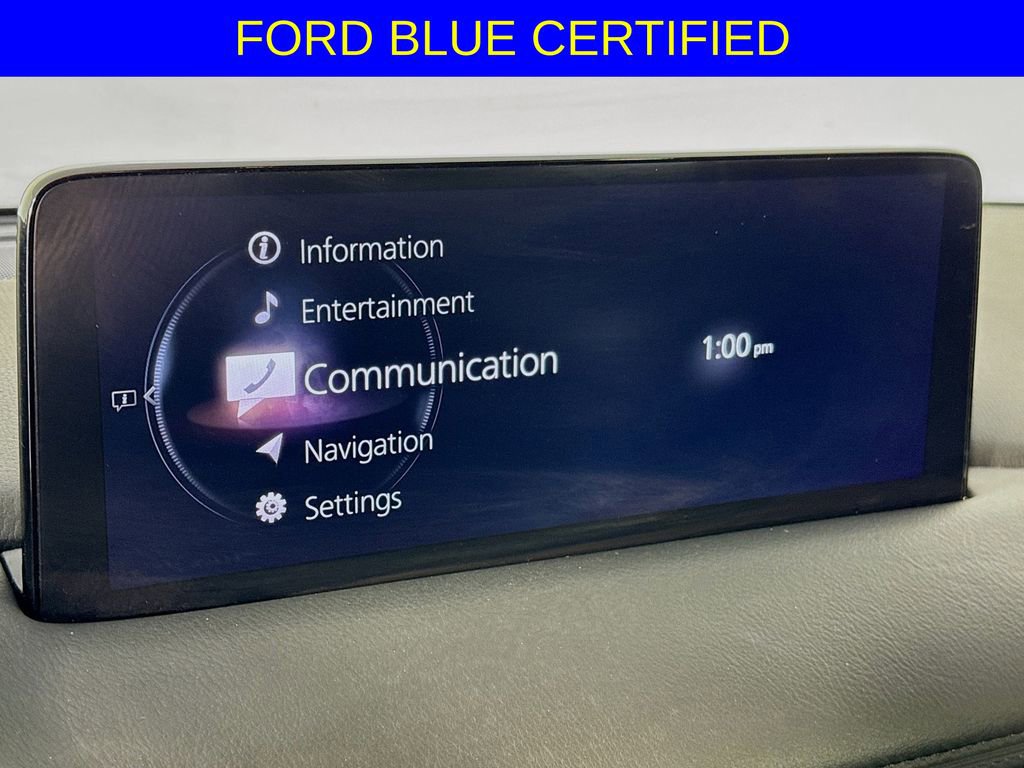 FORD BLUE CERTIFIED
Information
Entertainment
Communication
1:00 pm
Navigation
Settings